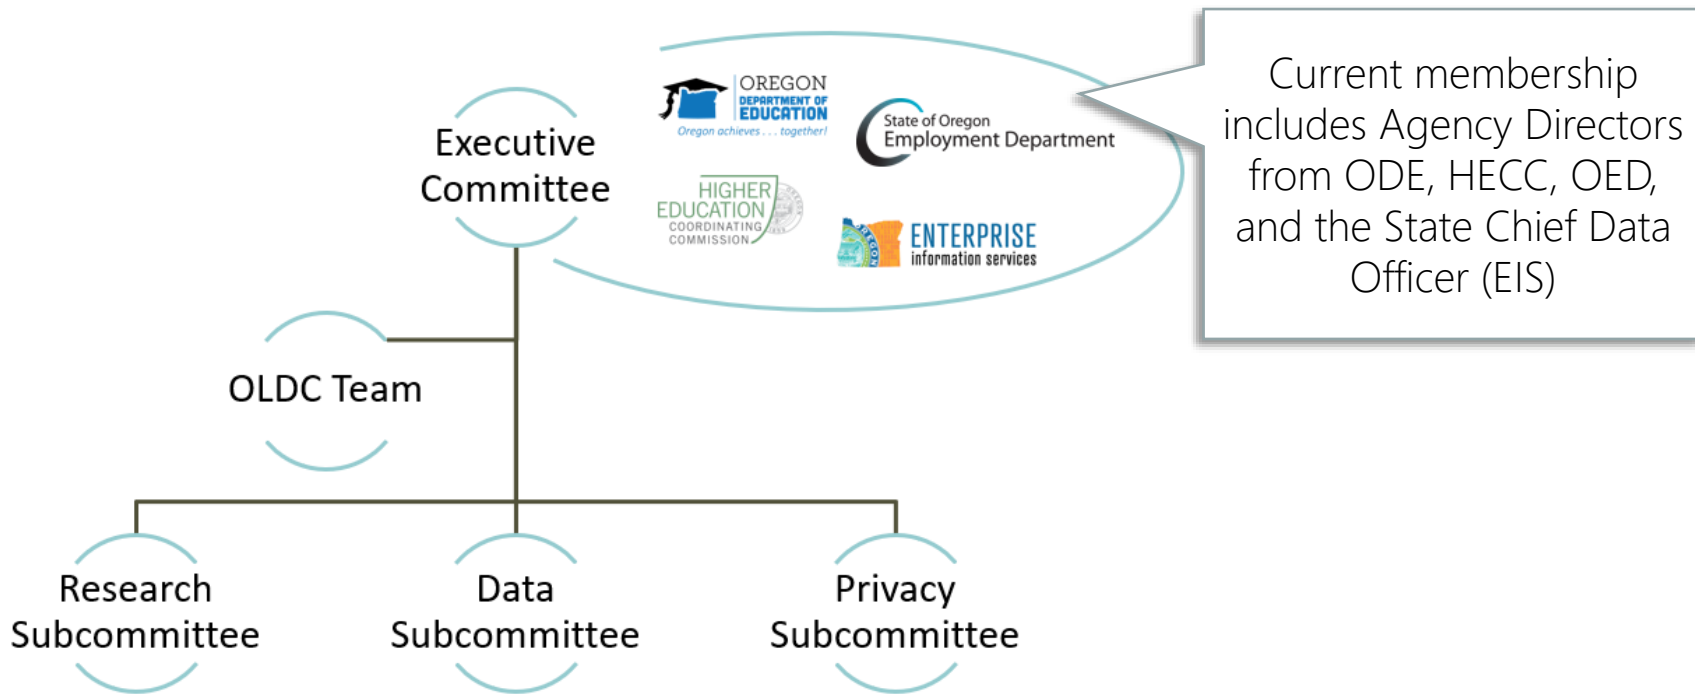 Executive
Committee
OREGON
DEPARTMENT OF
EDUCATION
Oregon achieves . . . together!
State of Oregon
Employment Department
HIGHER
EDUCATION
COORDINATING
COMMISSION
OREGON
ENTERPRISE
information services
Current membership
includes Agency Directors
from ODE, HECC, OED,
and the State Chief Data
Officer (EIS)
OLDC Team
Research
Subcommittee
Data
Subcommittee
Privacy
Subcommittee